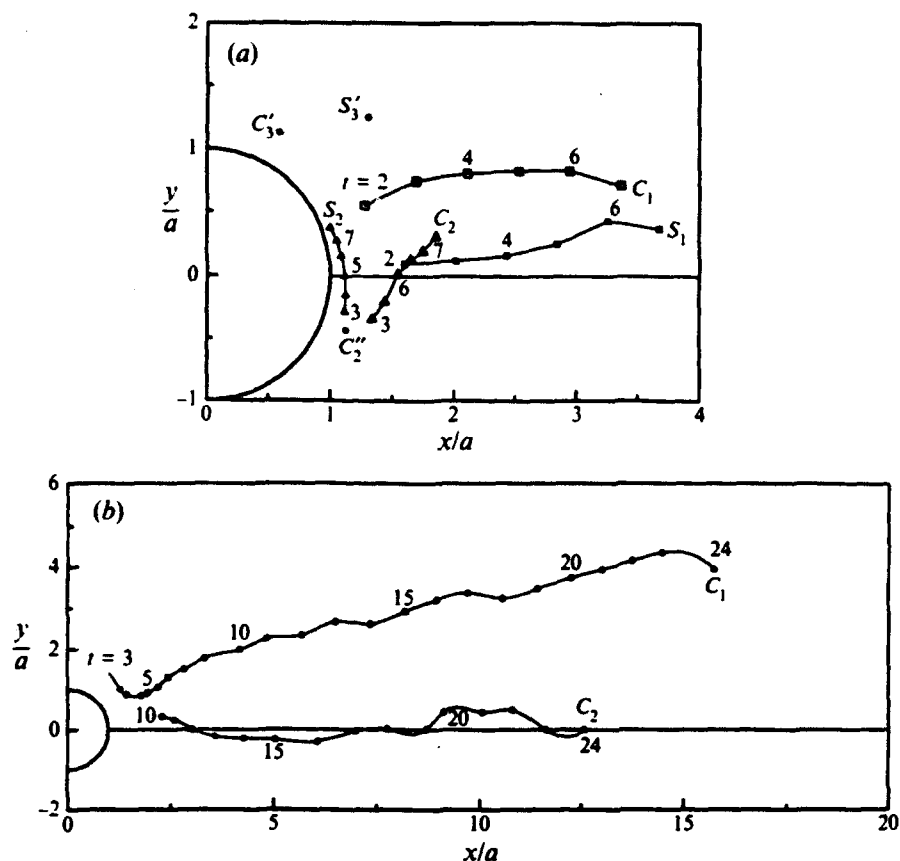 2
(a)
C′3 S′3
4 6
1
t = 2 C1
y/a
S2 C2 6 S1
7
5 2 7 4
0
6
3 3
C″2
−1
0 1 2 3 4
x/a
6
(b)
24
20
4
15 C1
y/a
10
2
t = 3
5
10 C2
0
20
15 24
−2
0 5 10 15 20
x/a